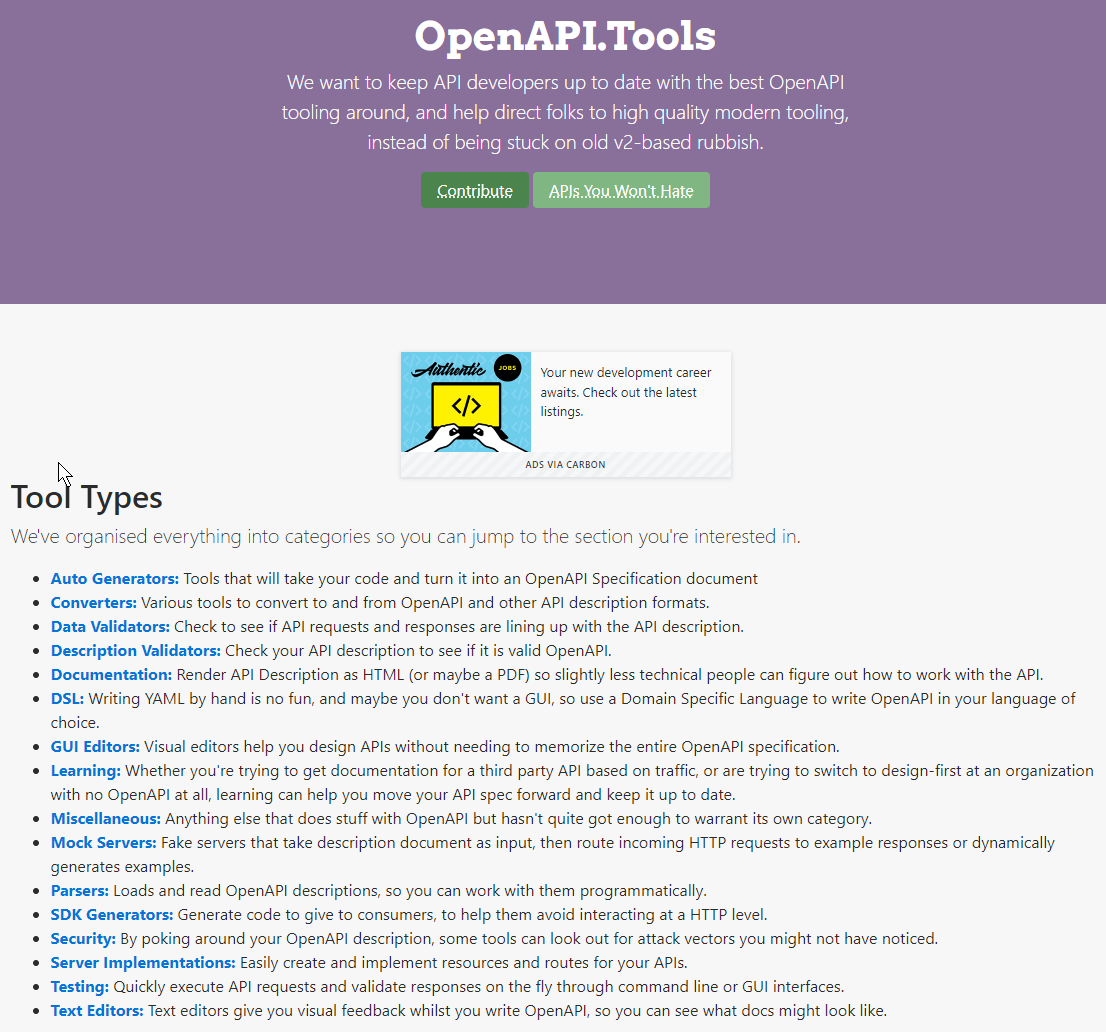 OpenAPI.Tools
We want to keep API developers up to date with the best OpenAPI
tooling around, and help direct folks to high quality modern tooling,
instead of being stuck on old v2-based rubbish.
Contribute APIs You Won't Hate
Authentic JOBS
</>
Your new development career
awaits. Check out the latest
listings.
ADS VIA CARBON
Tool Types
We've organised everything into categories so you can jump to the section you're interested in.
• Auto Generators: Tools that will take your code and turn it into an OpenAPI Specification document
• Converters: Various tools to convert to and from OpenAPI and other API description formats.
• Data Validators: Check to see if API requests and responses are lining up with the API description.
• Description Validators: Check your API description to see if it is valid OpenAPI.
• Documentation: Render API Description as HTML (or maybe a PDF) so slightly less technical people can figure out how to work with the API.
• DSL: Writing YAML by hand is no fun, and maybe you don't want a GUI, so use a Domain Specific Language to write OpenAPI in your language of
choice.
• GUI Editors: Visual editors help you design APIs without needing to memorize the entire OpenAPI specification.
• Learning: Whether you're trying to get documentation for a third party API based on traffic, or are trying to switch to design-first at an organization
with no OpenAPI at all, learning can help you move your API spec forward and keep it up to date.
• Miscellaneous: Anything else that does stuff with OpenAPI but hasn't quite got enough to warrant its own category.
• Mock Servers: Fake servers that take description document as input, then route incoming HTTP requests to example responses or dynamically
generates examples.
• Parsers: Loads and read OpenAPI descriptions, so you can work with them programmatically.
• SDK Generators: Generate code to give to consumers, to help them avoid interacting at a HTTP level.
• Security: By poking around your OpenAPI description, some tools can look out for attack vectors you might not have noticed.
• Server Implementations: Easily create and implement resources and routes for your APIs.
• Testing: Quickly execute API requests and validate responses on the fly through command line or GUI interfaces.
• Text Editors: Text editors give you visual feedback whilst you write OpenAPI, so you can see what docs might look like.